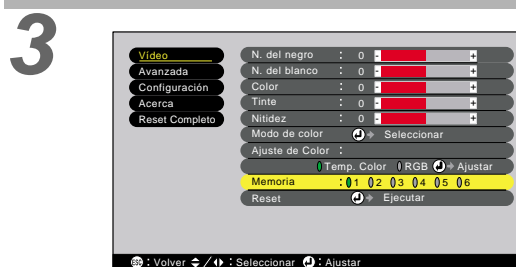 3
Vídeo
Avanzada
Configuración
Acerca
Reset Completo
N. del negro : 0 - +
N. del blanco : 0 - +
Color : 0 - +
Tinte : 0 - +
Nitidez : 0 - +
Modo de color Seleccionar
Ajuste de Color :
Temp. Color RGB Ajustar
Memoria : 1 2 3 4 5 6
Reset Ejecutar
ESC : Volver / : Seleccionar : Ajustar